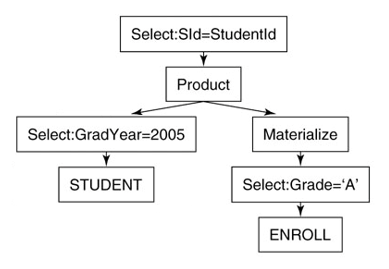 Select:SId=StudentId
Product
Select:GradYear=2005
Materialize
STUDENT
Select:Grade=‘A’
ENROLL